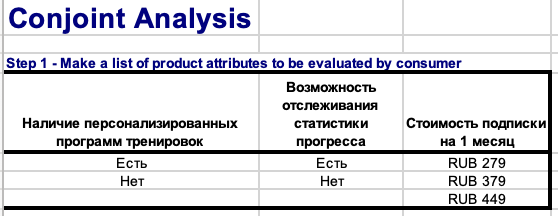 Conjoint Analysis
Step 1 - Make a list of product attributes to be evaluated by consumer
Наличие персонализированных
программ тренировок
Возможность
отслеживания
статистики
прогресса
Стоимость подписки
на 1 месяц
Есть Есть RUB 279
Нет Нет RUB 379
RUB 449